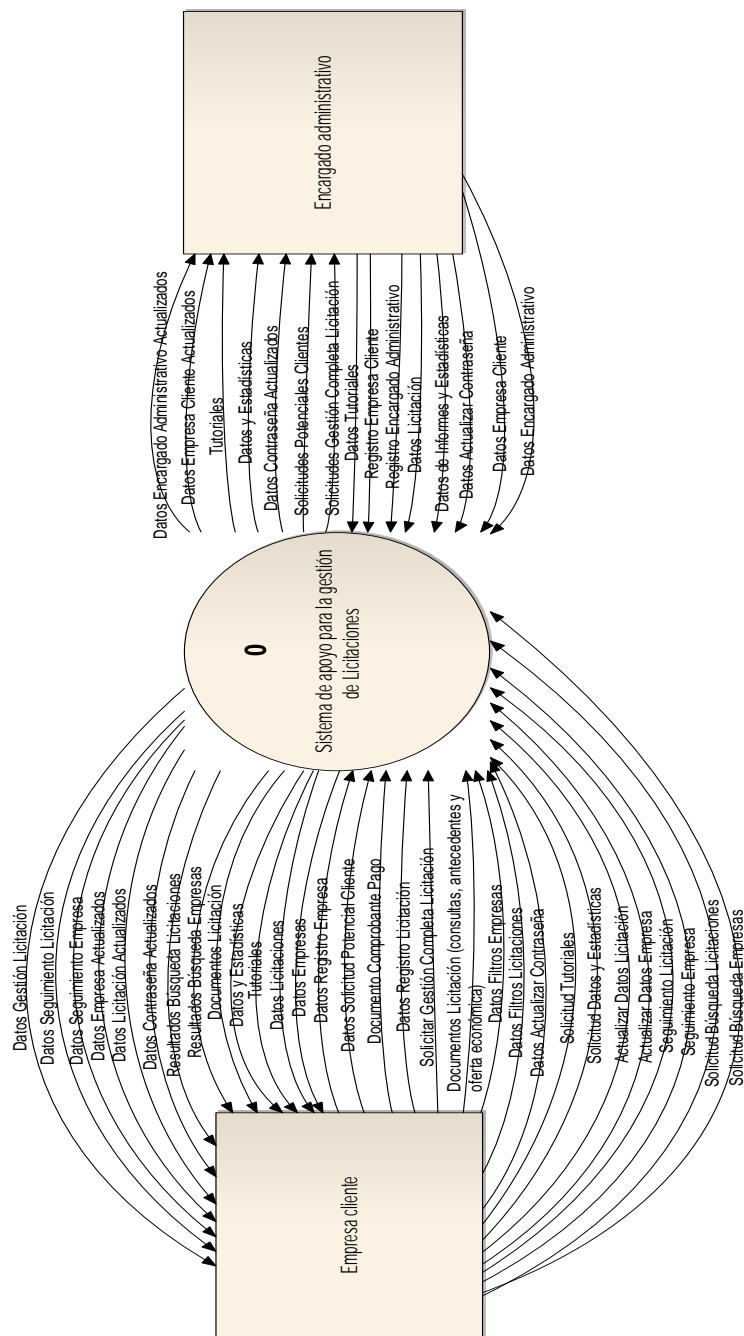 Encargado administrativo
Datos Encargado Administrativo Actualizados
Datos Empresa Cliente Actualizados
Tutoriales
Datos y Estadísticas
Datos Contraseña Actualizados
Solicitudes Potenciales Clientes
Solicitudes Gestión Completa Licitación
Datos Tutoriales
Registro Empresa Cliente
Registro Encargado Administrativo
Datos Licitación
Datos de Informes y Estadísticas
Datos Actualizar Contraseña
Datos Empresa Cliente
Datos Encargado Administrativo
0
Sistema de apoyo para la gestión
de Licitaciones
Datos Gestión Licitación
Datos Seguimiento Licitación
Datos Seguimiento Empresa
Datos Empresa Actualizados
Datos Licitación Actualizados
Datos Contraseña Actualizados
Resultados Búsqueda Licitaciones
Resultados Búsqueda Empresas
Documentos Licitación
Datos y Estadísticas
Tutoriales
Datos Licitaciones
Datos Empresas
Datos Registro Empresa
Datos Solicitud Potencial Cliente
Documento Comprobante Pago
Datos Registro Licitación
Solicitar Gestión Completa Licitación
Documentos Licitación (consultas, antecedentes y
oferta económica)
Datos Filtros Empresas
Datos Filtros Licitaciones
Datos Actualizar Contraseña
Solicitud Tutoriales
Solicitud Datos y Estadísticas
Actualizar Datos Licitación
Actualizar Datos Empresa
Seguimiento Licitación
Seguimiento Empresa
Solicitud Búsqueda Licitaciones
Solicitud Búsqueda Empresas
Empresa cliente